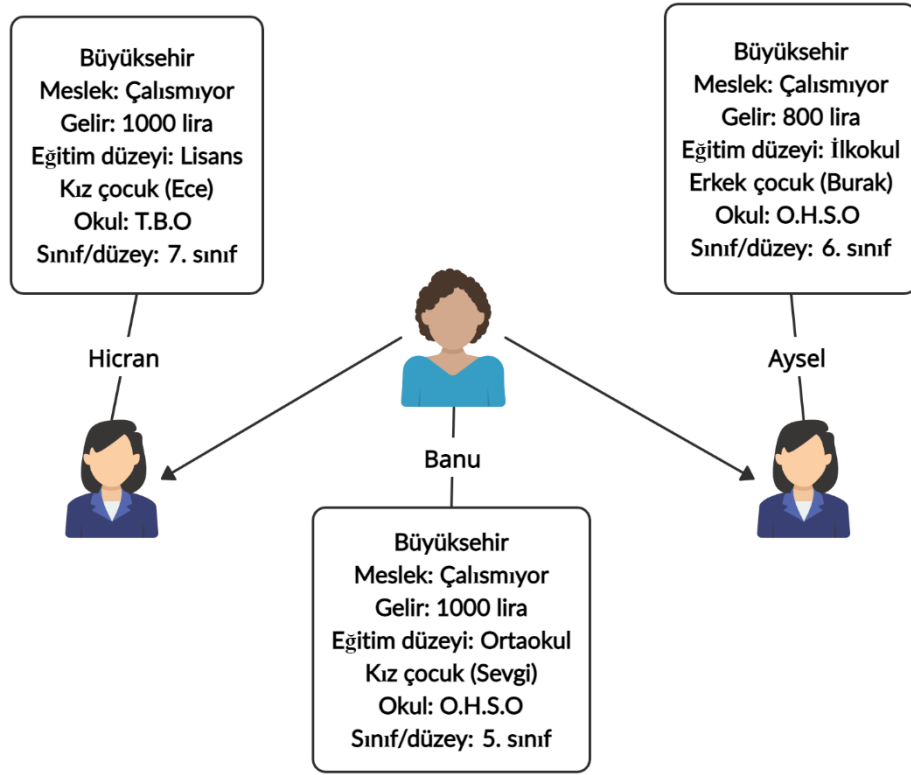 Büyüksehir
Meslek: Çalısmıyor
Gelir: 1000 lira
Eğitim düzeyi: Lisans
Kız çocuk (Ece)
Okul: T.B.O
Sınıf/düzey: 7. sınıf
Hicran
Büyüksehir
Meslek: Çalısmıyor
Gelir: 800 lira
Eğitim düzeyi: İlkokul
Erkek çocuk (Burak)
Okul: O.H.S.O
Sınıf/düzey: 6. sınıf
Aysel
Banu
Büyüksehir
Meslek: Çalısmıyor
Gelir: 1000 lira
Eğitim düzeyi: Ortaokul
Kız çocuk (Sevgi)
Okul: O.H.S.O
Sınıf/düzey: 5. sınıf